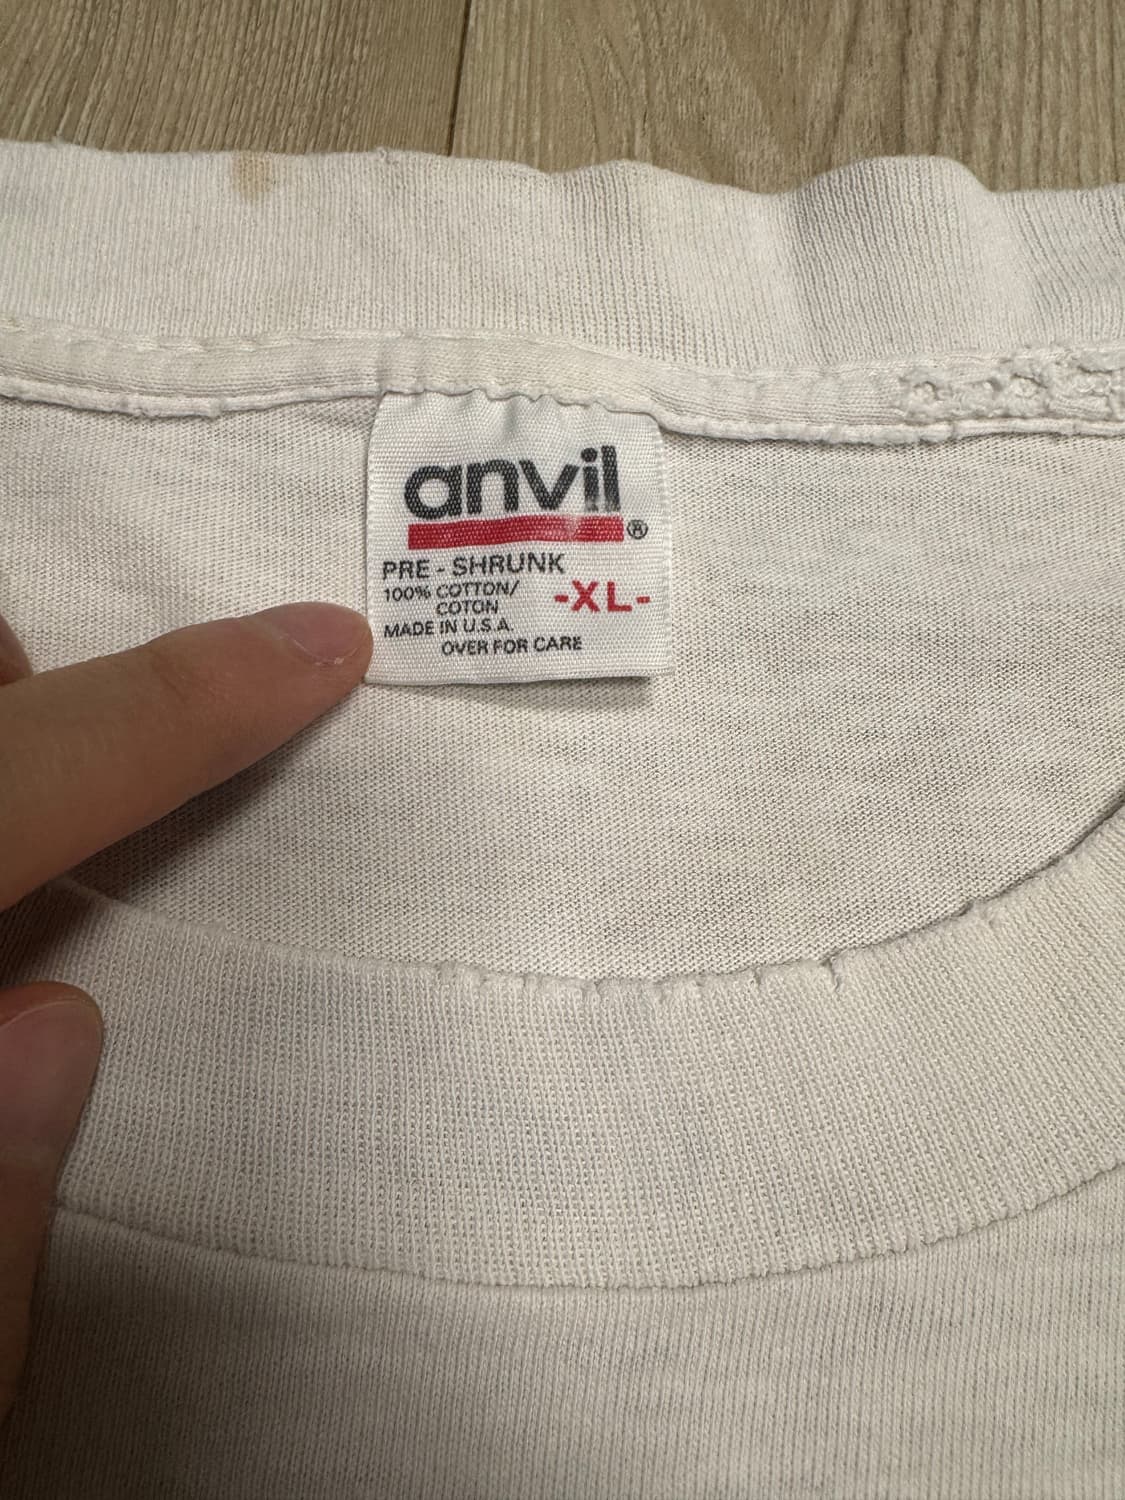 anvil®
PRE - SHRUNK
100% COTTON/
COTON
-XL-
MADE IN U.S.A.
OVER FOR CARE